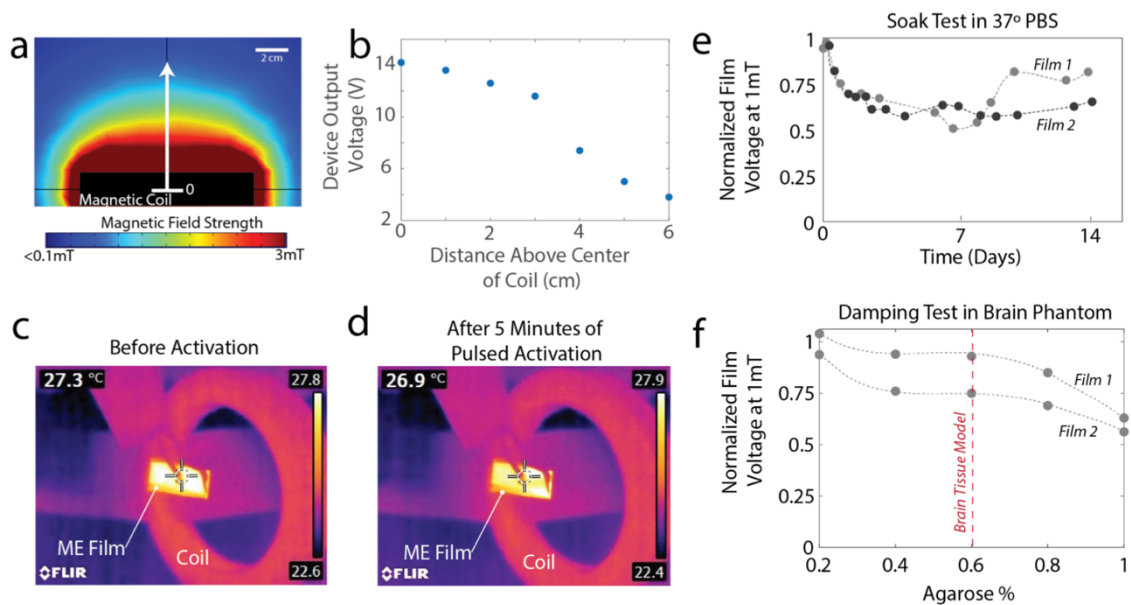 a
2 cm
0
Magnetic Coil
Magnetic Field Strength
<0.1mT
3mT
b
Device Output
Voltage (V)
14
10
6
2
0
2
4
6
Distance Above Center
of Coil (cm)
c
Before Activation
27.3 °C
27.8
ME Film
Coil
FLIR
22.6
d
After 5 Minutes of
Pulsed Activation
26.9 °C
27.9
ME Film
Coil
FLIR
22.4
e
Soak Test in 37º PBS
Normalized Film
Voltage at 1mT
1
0.75
0.5
0.25
0
Film 1
Film 2
0
7
14
Time (Days)
f
Damping Test in Brain Phantom
Normalized Film
Voltage at 1mT
1
0.75
0.5
0.25
0
Film 1
Film 2
Brain Tissue Model
0.2
0.4
0.6
0.8
1
Agarose %